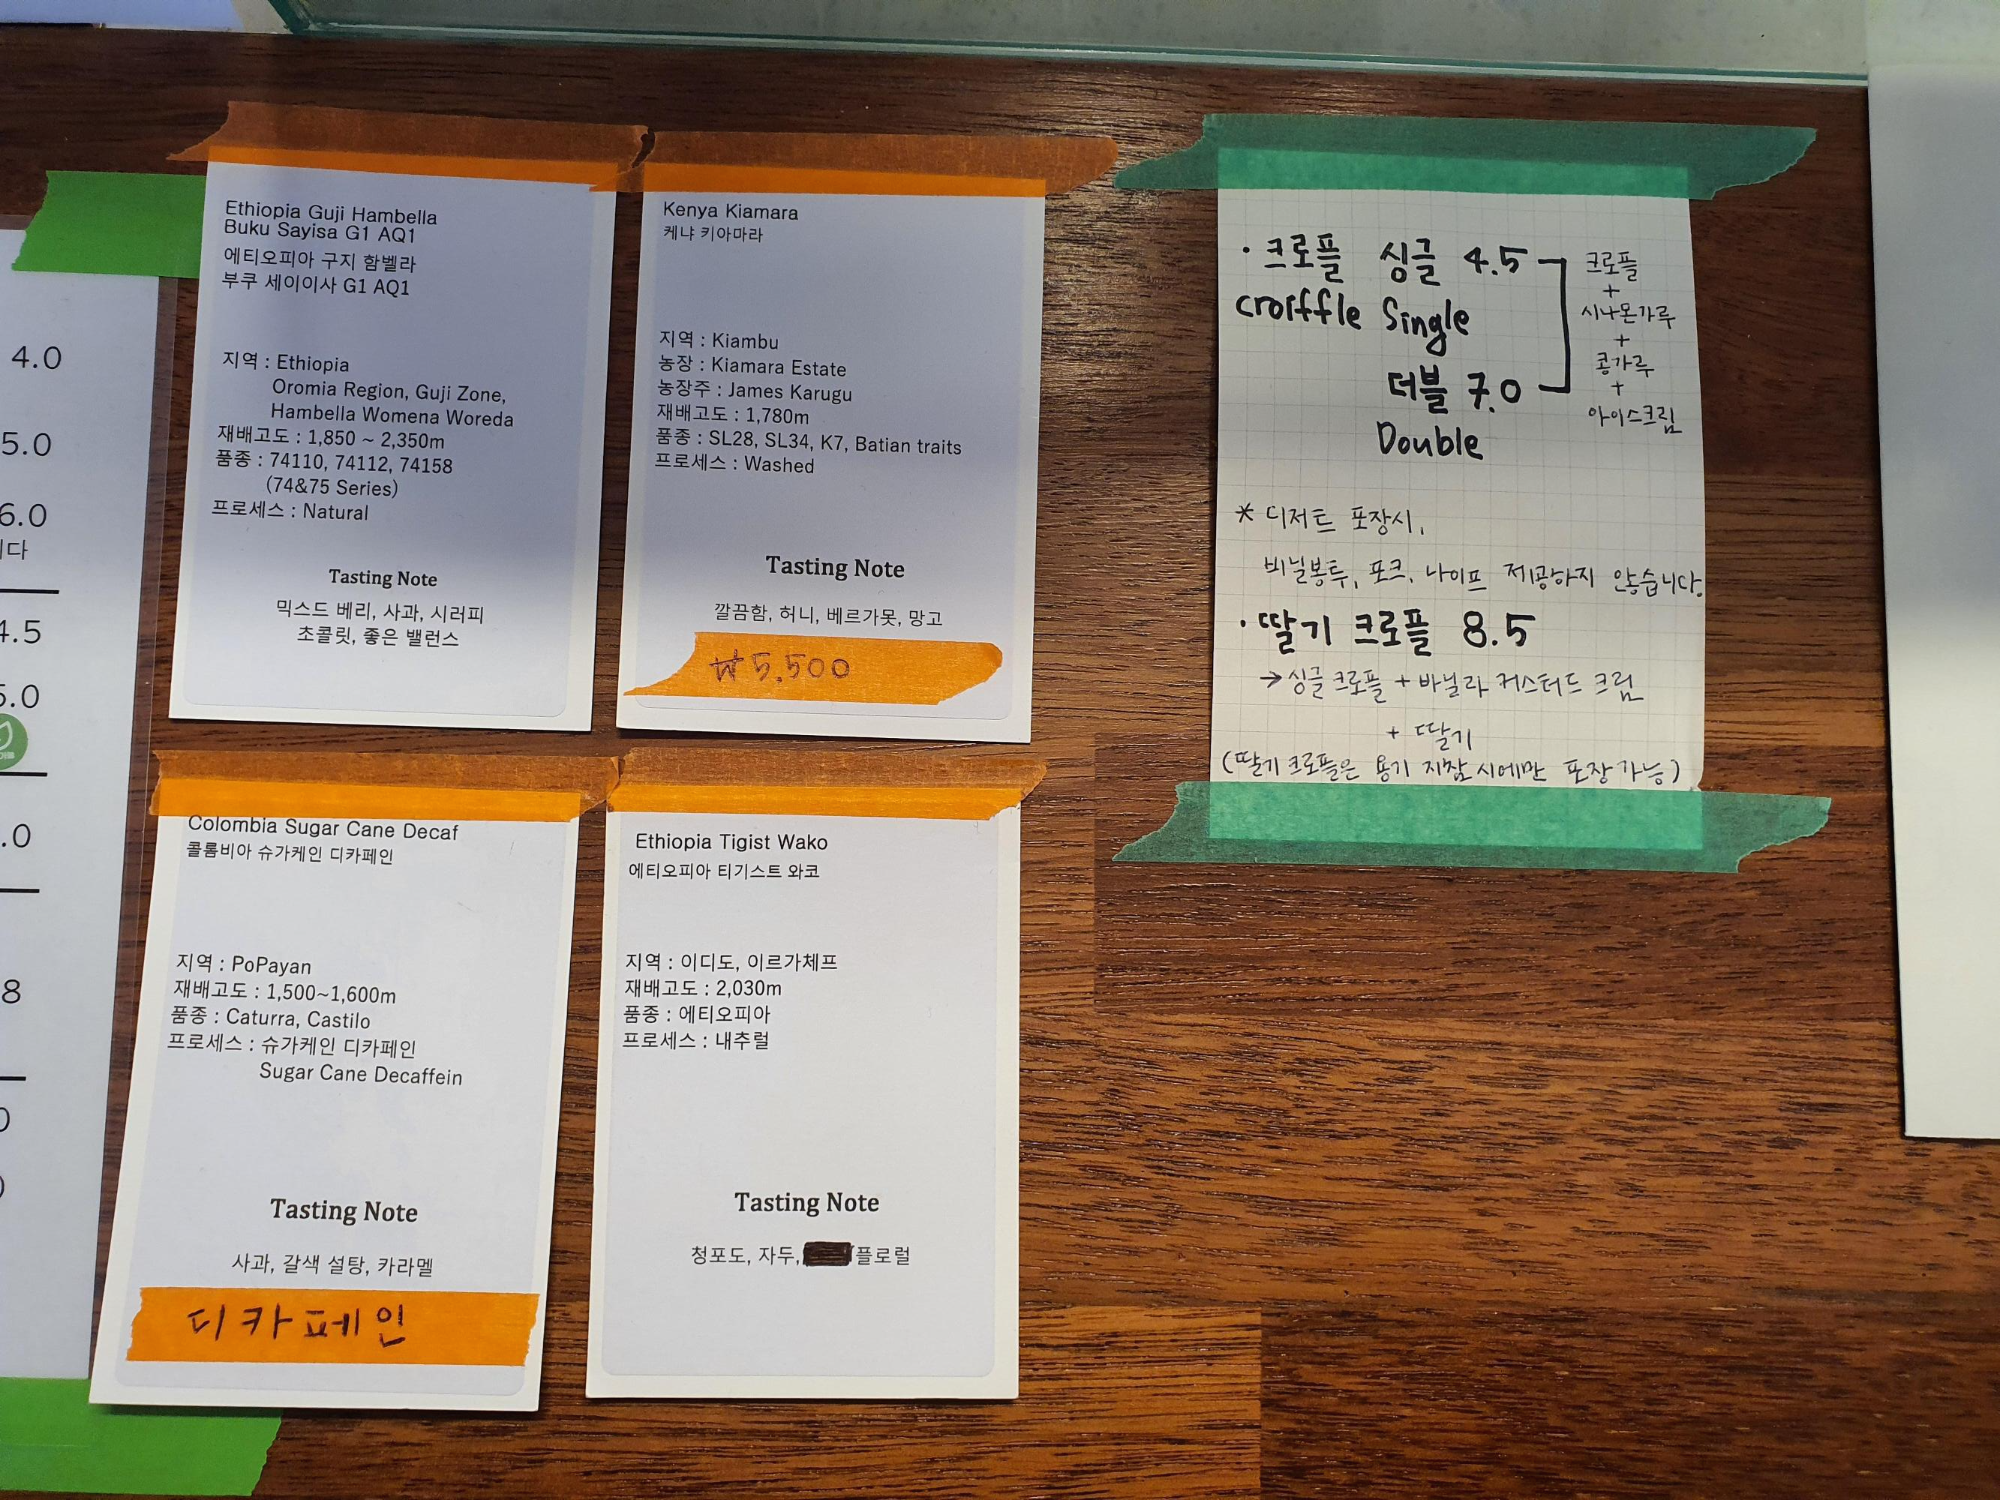 4.0
5.0
6.0
니다
4.5
5.0
.0
8
Ethiopia Guji Hambella
Buku Sayisa G1 AQ1
에티오피아 구지 함벨라
부쿠 세이이사 G1 AQ1
지역 : Ethiopia
Oromia Region, Guji Zone,
Hambella Womena Woreda
재배고도 : 1,850 ~ 2,350m
품종 : 74110, 74112, 74158
(74&75 Series)
프로세스 : Natural
Tasting Note
믹스드 베리, 사과, 시러피
초콜릿, 좋은 밸런스
Kenya Kiamara
케냐 키아마라
지역 : Kiambu
농장 : Kiamara Estate
농장주 : James Karugu
재배고도 : 1,780m
품종 : SL28, SL34, K7, Batian traits
프로세스 : Washed
Tasting Note
깔끔함, 허니, 베르가못, 망고
₩5,500
Colombia Sugar Cane Decaf
콜롬비아 슈가케인 디카페인
지역 : PoPayan
재배고도 : 1,500~1,600m
품종 : Caturra, Castilo
프로세스 : 슈가케인 디카페인
Sugar Cane Decaffein
Tasting Note
사과, 갈색 설탕, 카라멜
디카페인
Ethiopia Tigist Wako
에티오피아 티기스트 와코
지역 : 이디도, 이르가체프
재배고도 : 2,030m
품종 : 에티오피아
프로세스 : 내추럴
Tasting Note
청포도, 자두, 플로럴
· 크로플 싱글 4.5
croiffle Single
더블 7.0
Double
크로플
+
시나몬가루
+
콩가루
+
아이스크림
* 디저트 포장시,
비닐봉투, 포크, 나이프 제공하지 않습니다.
· 딸기 크로플 8.5
→ 싱글 크로플 + 바닐라 커스터드 크림
+ 딸기
(딸기 크로플은 용기 지참 시에만 포장 가능)